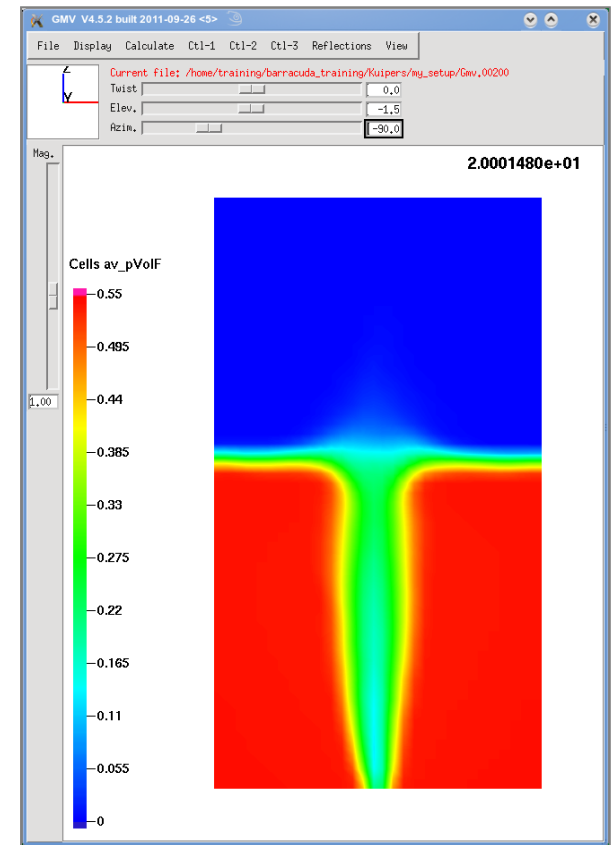 GMV V4.5.2 built 2011-09-26 <5>
File Display Calculate Ctl-1 Ctl-2 Ctl-3 Reflections View
Z
Y
Current file: /home/training/barracuda_training/Kuipers/my_setup/Gmv.00200
Twist 0.0
Elev. -1.5
Azim. -90.0
Mag.
1.00
2.0001480e+01
Cells av_pVolF
0.55
0.495
0.44
0.385
0.33
0.275
0.22
0.165
0.11
0.055
0